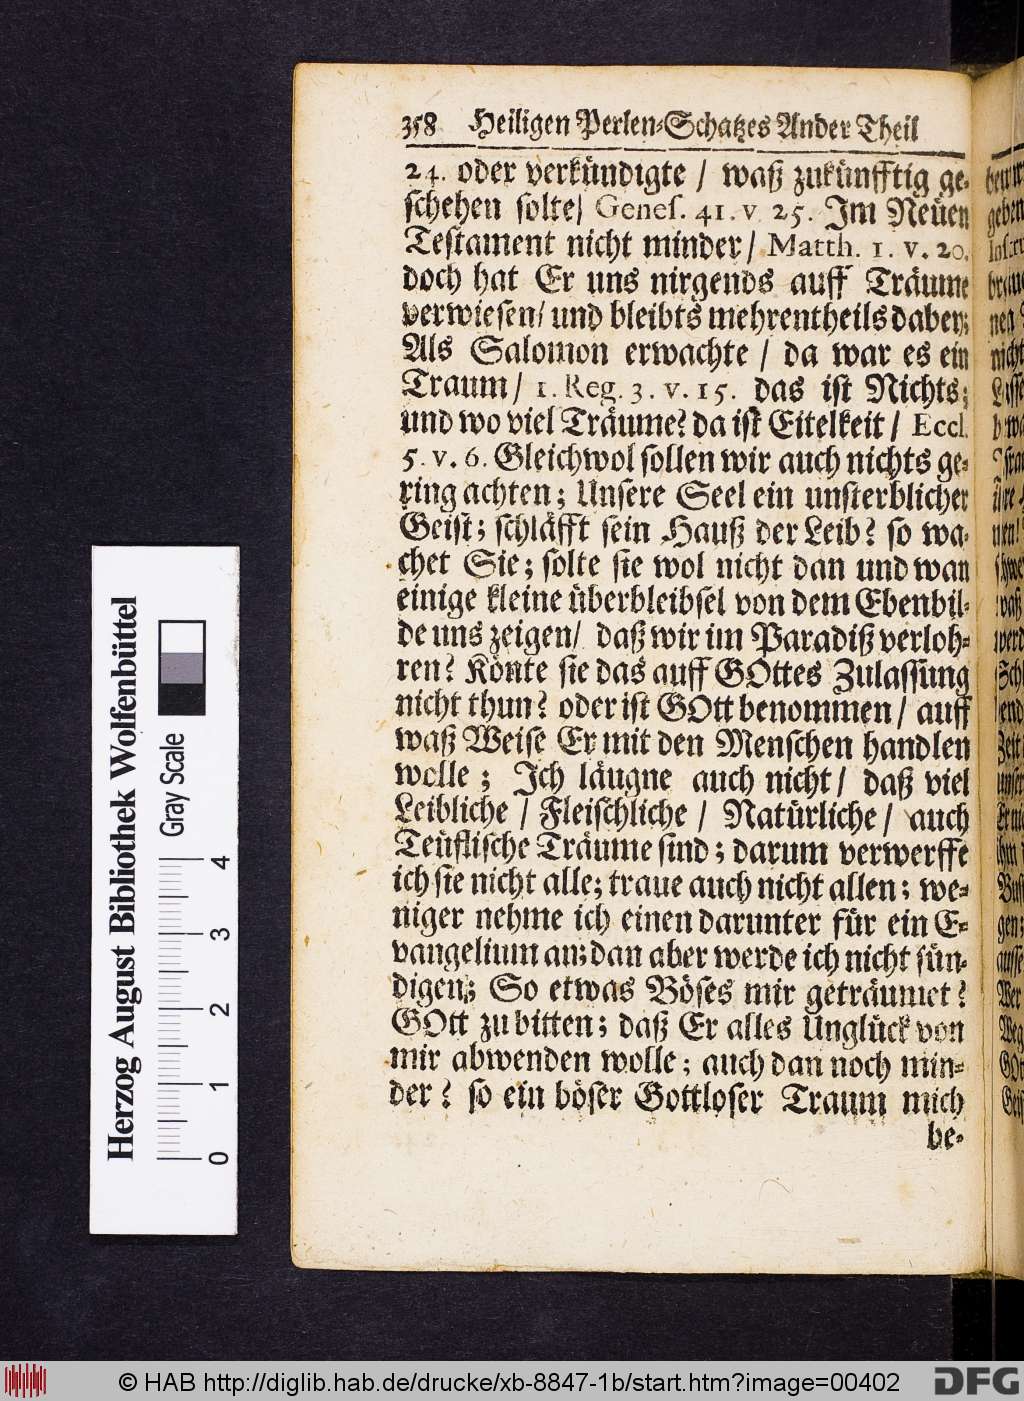 358 Heiligen Perlen-Schatzes Ander Theil
24. oder verkündigte / waß zukünfftig ge-
schehen solte/ Genes. 41. v 25. Im Neüen
Testament nicht minder/ Matth. 1. v. 20.
doch hat Er uns nirgends auff Träume
verwiesen/ und bleibts mehrentheils dabey;
Als Salomon erwachte / da war es ein
Traum/ 1. Reg. 3. v. 15. das ist Nichts;
und wo viel Träume? da ist Eitelkeit / Eccl.
5. v. 6. Gleichwol sollen wir auch nichts ge-
ring achten; Unsere Seel ein unsterblicher
Geist; schläfft sein Hauß der Leib? so wa-
chet Sie; solte sie wol nicht dan und wan
einige kleine überbleibsel von dem Ebenbil-
de uns zeigen/ daß wir im Paradiß verloh-
ren? Könte sie das auff GOttes Zulassung
nicht thun? oder ist GOtt benommen / auff
waß Weise Er mit den Menschen handlen
wolle; Ich läugne auch nicht/ daß viel
Leibliche / Fleischliche / Natürliche / auch
Teüflische Träume sind; darum verwerffe
ich sie nicht alle; traue auch nicht allen; we-
niger nehme ich einen darunter für ein E-
vangelium an; dan aber werde ich nicht sün-
digen; So etwas Böses mir geträumet?
GOtt zu bitten; daß Er alles Unglück von
mir abwenden wolle; auch dan noch min-
der? so ein böser Gottloser Traum mich
be-
Herzog August Bibliothek Wolfenbüttel
Gray Scale
4
3
2
1
0
© HAB http://diglib.hab.de/drucke/xb-8847-1b/start.htm?image=00402
DFG